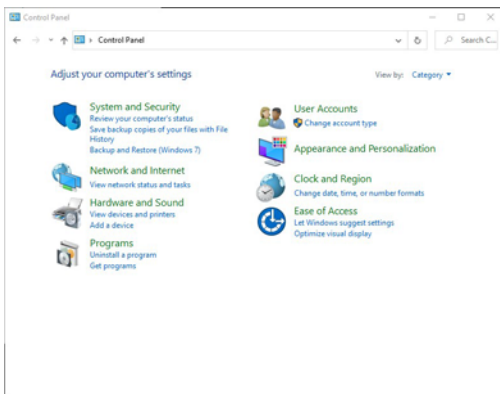 Control Panel
Control Panel
Search C...
Adjust your computer's settings
View by: Category
System and Security
Review your computer's status
Save backup copies of your files with File
History
Backup and Restore (Windows 7)
Network and Internet
View network status and tasks
Hardware and Sound
View devices and printers
Add a device
Programs
Uninstall a program
Get programs
User Accounts
Change account type
Appearance and Personalization
Clock and Region
Change date, time, or number formats
Ease of Access
Let Windows suggest settings
Optimize visual display